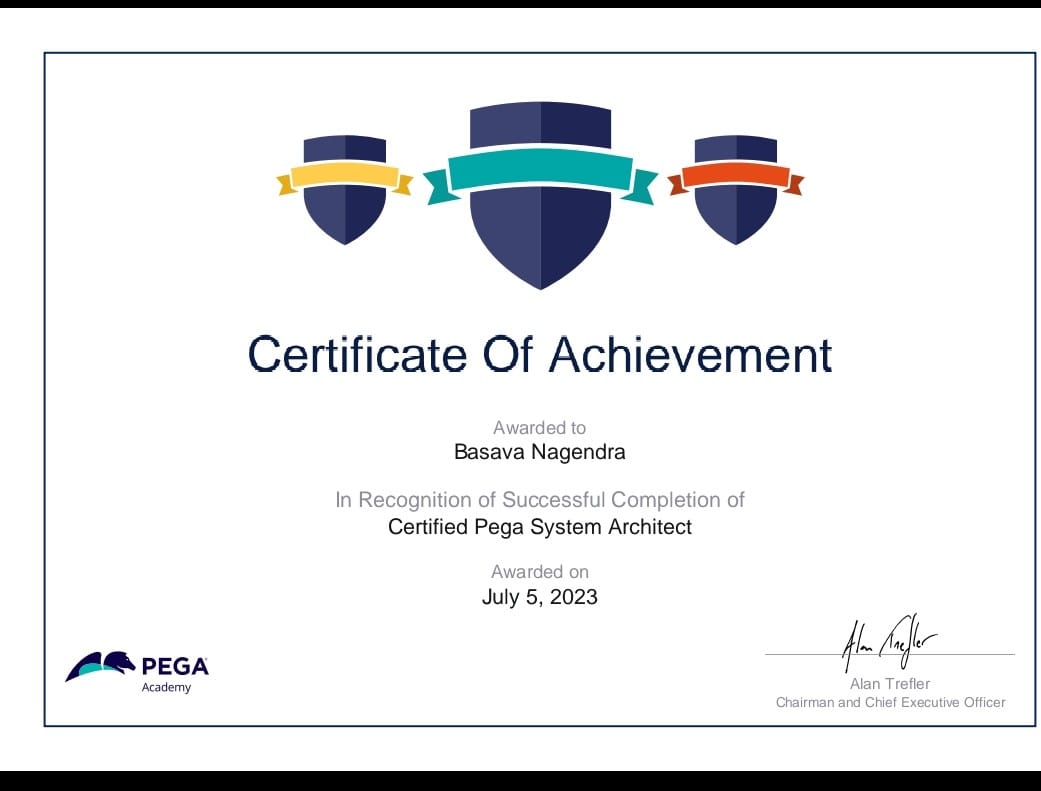 Certificate Of Achievement
Awarded to
Basava Nagendra
In Recognition of Successful Completion of
Certified Pega System Architect
Awarded on
July 5, 2023
Alan Trefler
PEGA
Academy
Alan Trefler
Chairman and Chief Executive Officer